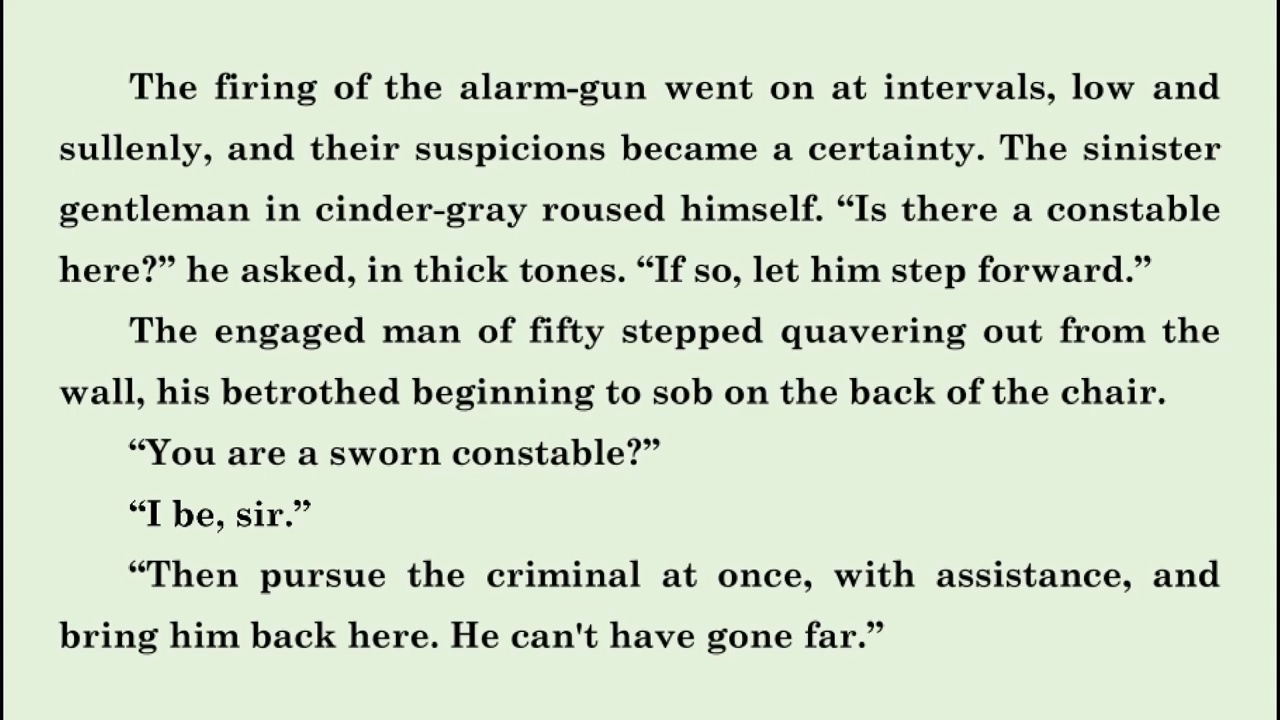 The firing of the alarm-gun went on at intervals, low and
sullenly, and their suspicions became a certainty. The sinister
gentleman in cinder-gray roused himself. “Is there a constable
here?” he asked, in thick tones. “If so, let him step forward.”
The engaged man of fifty stepped quavering out from the
wall, his betrothed beginning to sob on the back of the chair.
“You are a sworn constable?”
“I be, sir.”
“Then pursue the criminal at once, with assistance, and
bring him back here. He can't have gone far.”